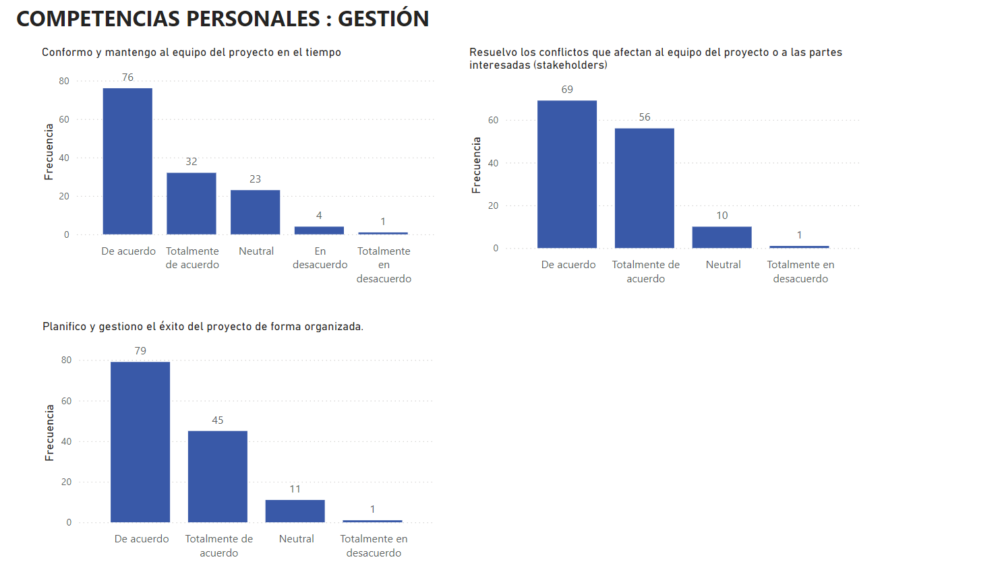 COMPETENCIAS PERSONALES : GESTIÓN
Conformo y mantengo al equipo del proyecto en el tiempo
Frecuencia
80
60
40
20
0
76
32
23
4
1
De acuerdo
Totalmente
de acuerdo
Neutral
En
desacuerdo
Totalmente
en
desacuerdo
Resuelvo los conflictos que afectan al equipo del proyecto o a las partes
interesadas (stakeholders)
Frecuencia
60
40
20
0
69
56
10
1
De acuerdo
Totalmente de
acuerdo
Neutral
Totalmente en
desacuerdo
Planifico y gestiono el éxito del proyecto de forma organizada.
Frecuencia
80
60
40
20
0
79
45
11
1
De acuerdo
Totalmente de
acuerdo
Neutral
Totalmente en
desacuerdo